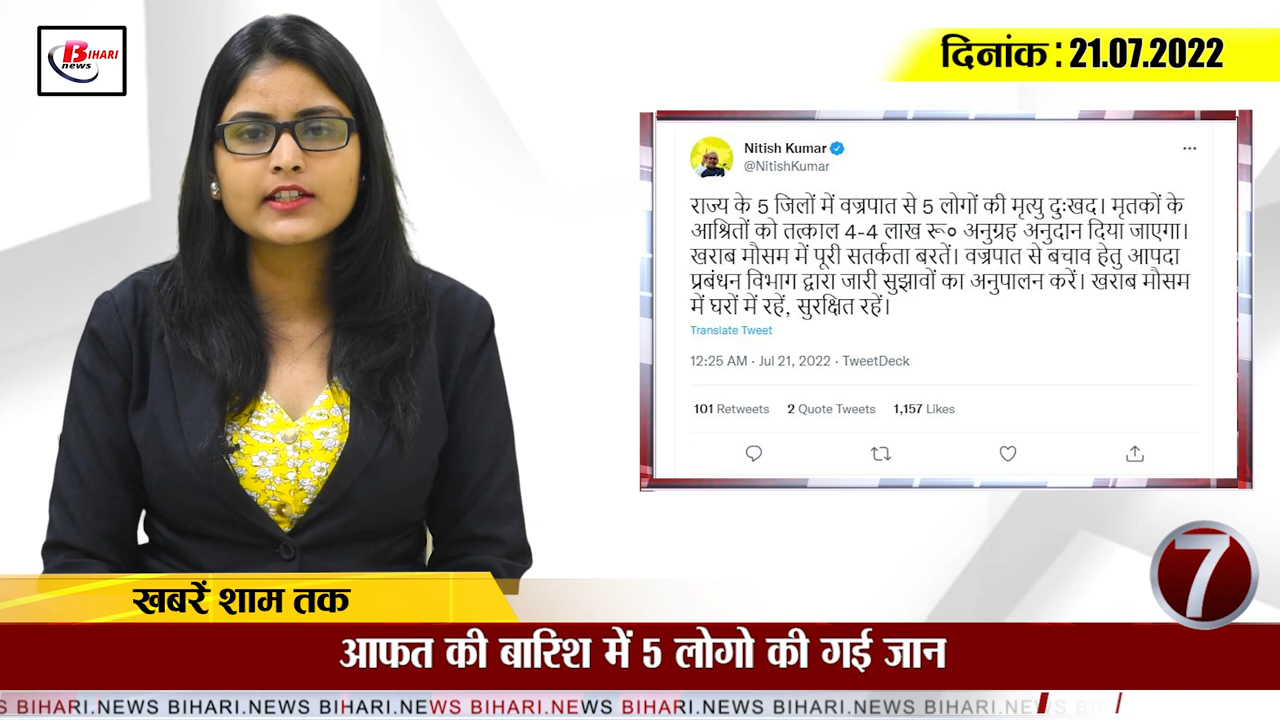 BIHARI
news
दिनांक : 21.07.2022
Nitish Kumar
@NitishKumar
राज्य के 5 जिलों में वज्रपात से 5 लोगों की मृत्यु दुःखद। मृतकों के
आश्रितों को तत्काल 4-4 लाख रू० अनुग्रह अनुदान दिया जाएगा।
खराब मौसम में पूरी सतर्कता बरतें। वज्रपात से बचाव हेतु आपदा
प्रबंधन विभाग द्वारा जारी सुझावों का अनुपालन करें। खराब मौसम
में घरों में रहें, सुरक्षित रहें।
Translate Tweet
12:25 AM · Jul 21, 2022 · TweetDeck
101 Retweets 2 Quote Tweets 1,157 Likes
7
खबरें शाम तक
आफत की बारिश में 5 लोगो की गई जान
S BIHARI.NEWS BIHARI.NEWS BIHARI.NEWS BIHARI.NEWS BIHARI.NEWS BIHARI.NEWS BIHARI.NEWS BIHARI.NE